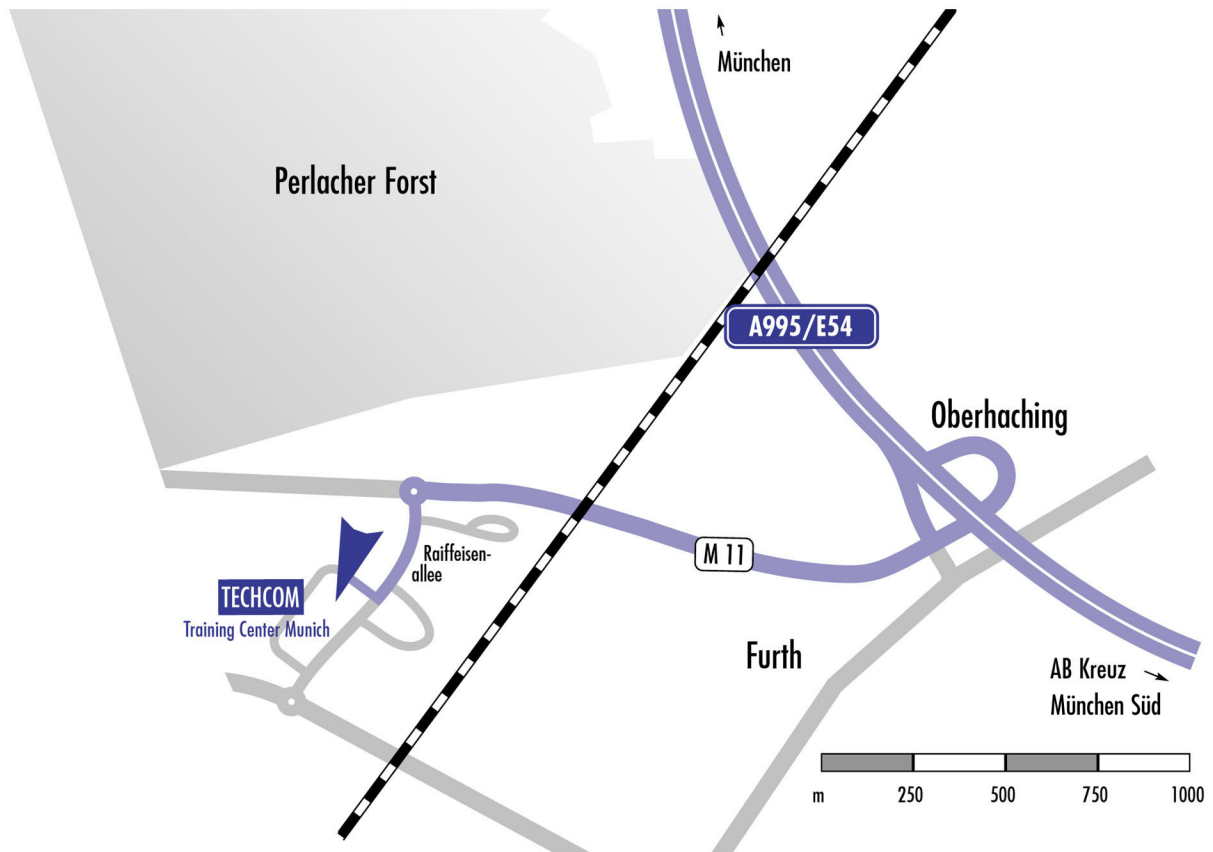 München
Perlacher Forst
A995/E54
Oberhaching
M 11
Raiffeisen-
allee
TECHCOM
Training Center Munich
Furth
AB Kreuz
München Süd
m 250 500 750 1000